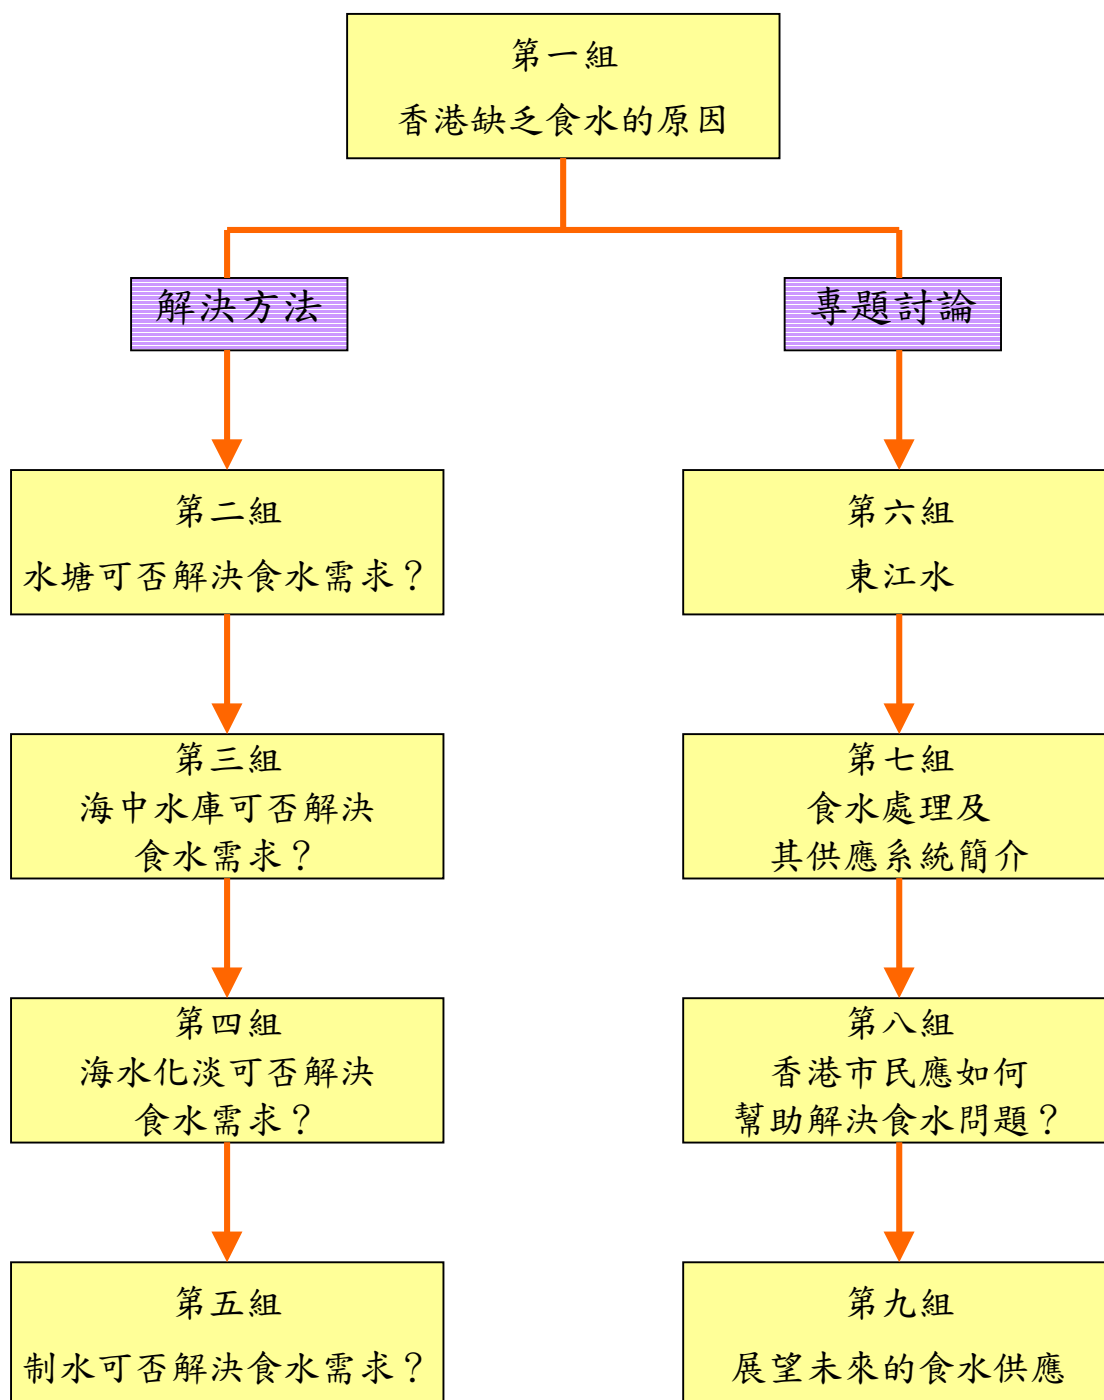 第一組
香港缺乏食水的原因
解決方法
專題討論
第二組
水塘可否解決食水需求？
第六組
東江水
第三組
海中水庫可否解決
食水需求？
第七組
食水處理及
其供應系統簡介
第四組
海水化淡可否解決
食水需求？
第八組
香港市民應如何
幫助解決食水問題？
第五組
制水可否解決食水需求？
第九組
展望未來的食水供應